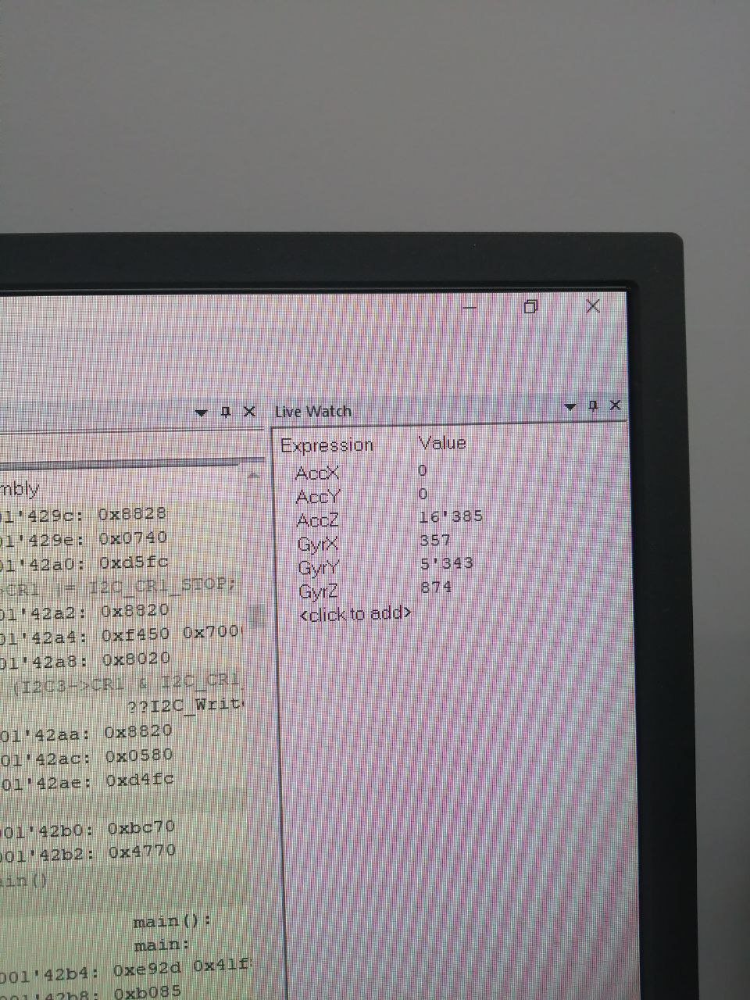 Live Watch
Expression Value
AccX 0
AccY 0
AccZ 16'385
GyrX 357
GyrY 5'343
GyrZ 874
<click to add>
mbly
01'429c: 0x8828
01'429e: 0x0740
01'42a0: 0xd5fc
>CR1 |= I2C_CR1_STOP;
01'42a2: 0x8820
01'42a4: 0xf450 0x700
01'42a8: 0x8020
(I2C3->CR1 & I2C_CR1_
??I2C_Write
01'42aa: 0x8820
01'42ac: 0x0580
01'42ae: 0xd4fc
001'42b0: 0xbc70
001'42b2: 0x4770
ain()
main():
main:
001'42b4: 0xe92d 0x41f
001'42b8: 0xb085